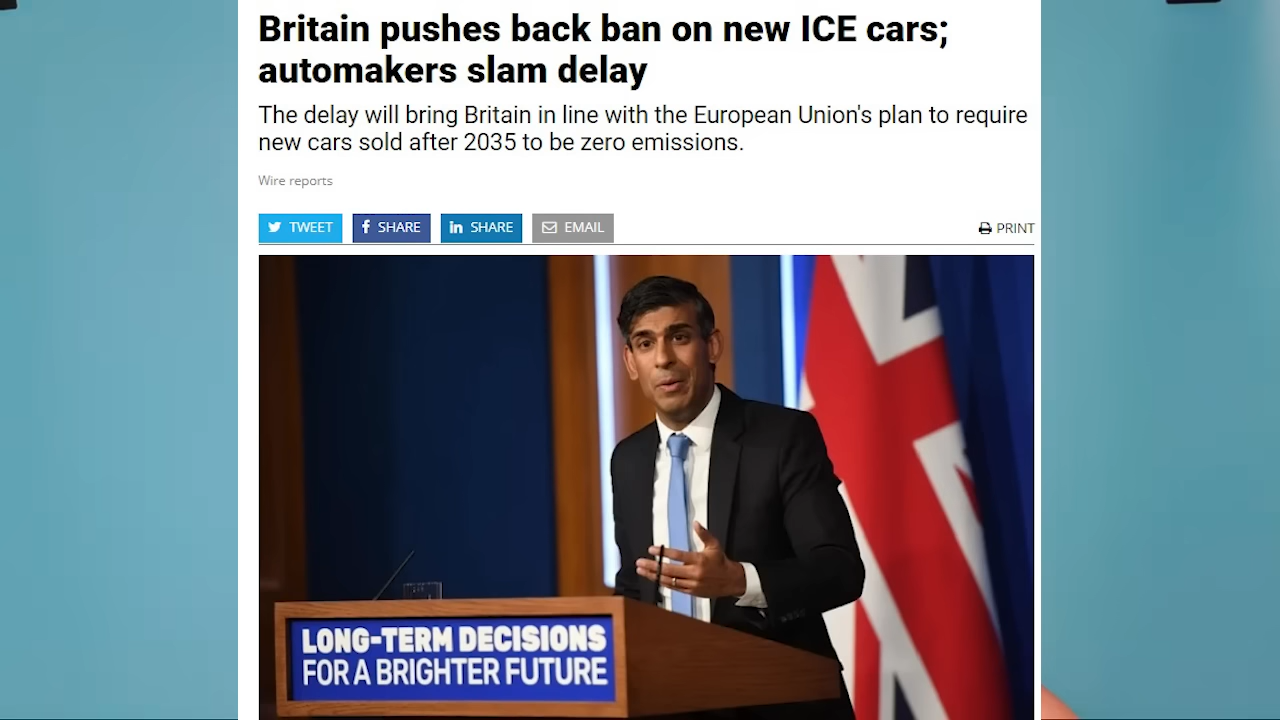 Britain pushes back ban on new ICE cars;
automakers slam delay
The delay will bring Britain in line with the European Union's plan to require
new cars sold after 2035 to be zero emissions.
Wire reports
TWEET
SHARE
SHARE
EMAIL
PRINT
LONG-TERM DECISIONS
FOR A BRIGHTER FUTURE